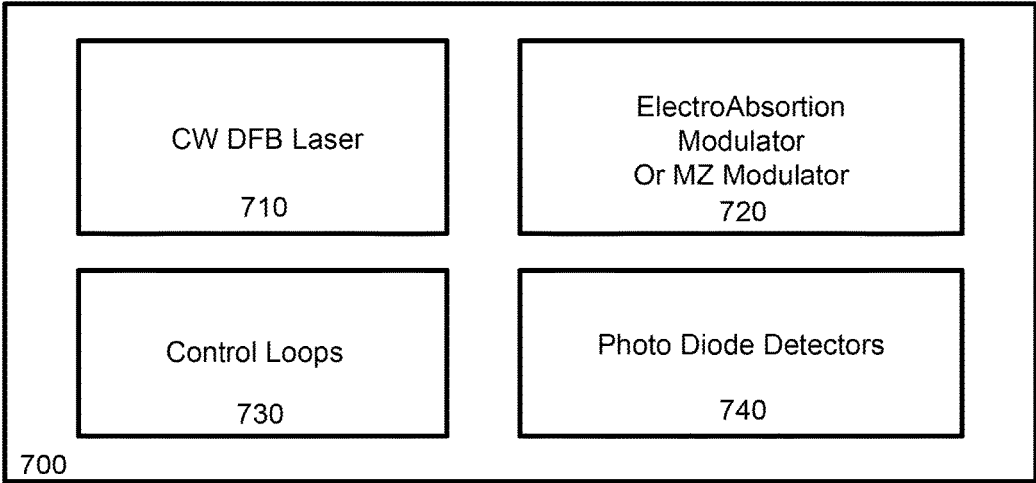 CW DFB Laser
710
ElectroAbsortion
Modulator
Or MZ Modulator
720
Control Loops
730
Photo Diode Detectors
740
700